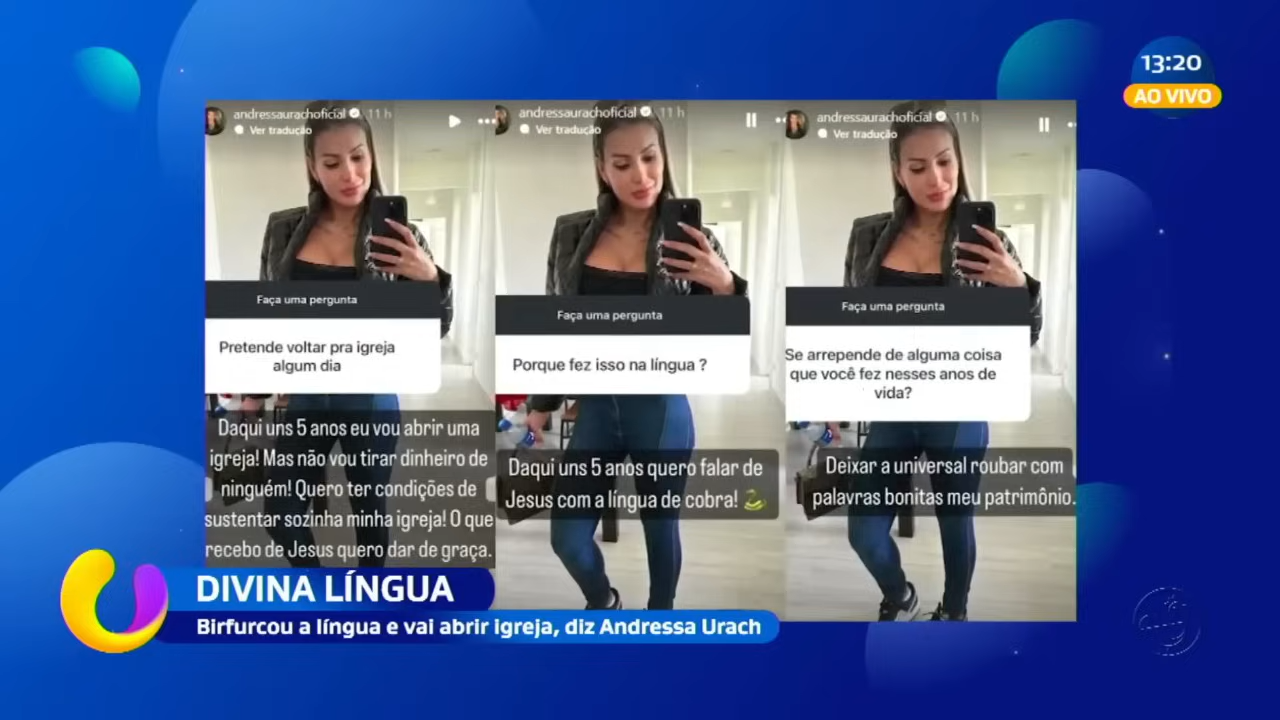 13:20
AO VIVO
andressaurachoficial 11 h
Ver tradução
Faça uma pergunta
Pretende voltar pra igreja
algum dia
Daqui uns 5 anos eu vou abrir uma
igreja! Mas não vou tirar dinheiro de
ninguém! Quero ter condições de
sustentar sozinha minha igreja! O que
recebo de Jesus quero dar de graça.
andressaurachoficial 11 h
Ver tradução
Faça uma pergunta
Porque fez isso na língua ?
Daqui uns 5 anos quero falar de
Jesus com a língua de cobra! 🐍
andressaurachoficial 11 h
Ver tradução
Faça uma pergunta
Se arrepende de alguma coisa
que você fez nesses anos de
vida?
Deixar a universal roubar com
palavras bonitas meu patrimônio.
DIVINA LÍNGUA
Birfurcou a língua e vai abrir igreja, diz Andressa Urach